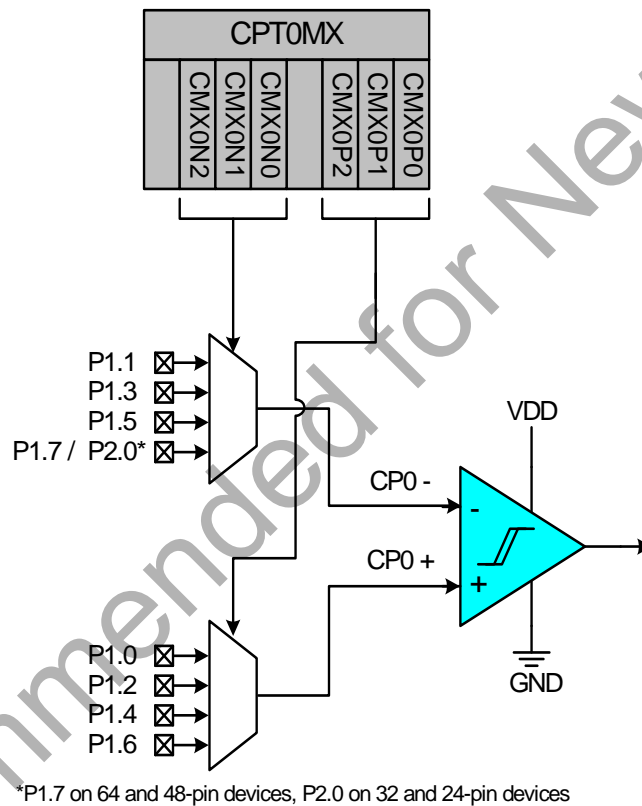 CPT0MX
CMX0N2
CMX0N1
CMX0N0
CMX0P2
CMX0P1
CMX0P0
P1.1
P1.3
P1.5
P1.7 / P2.0*
VDD
CP0 -
-
CP0 +
+
P1.0
P1.2
P1.4
P1.6
GND
*P1.7 on 64 and 48-pin devices, P2.0 on 32 and 24-pin devices
mmended for New